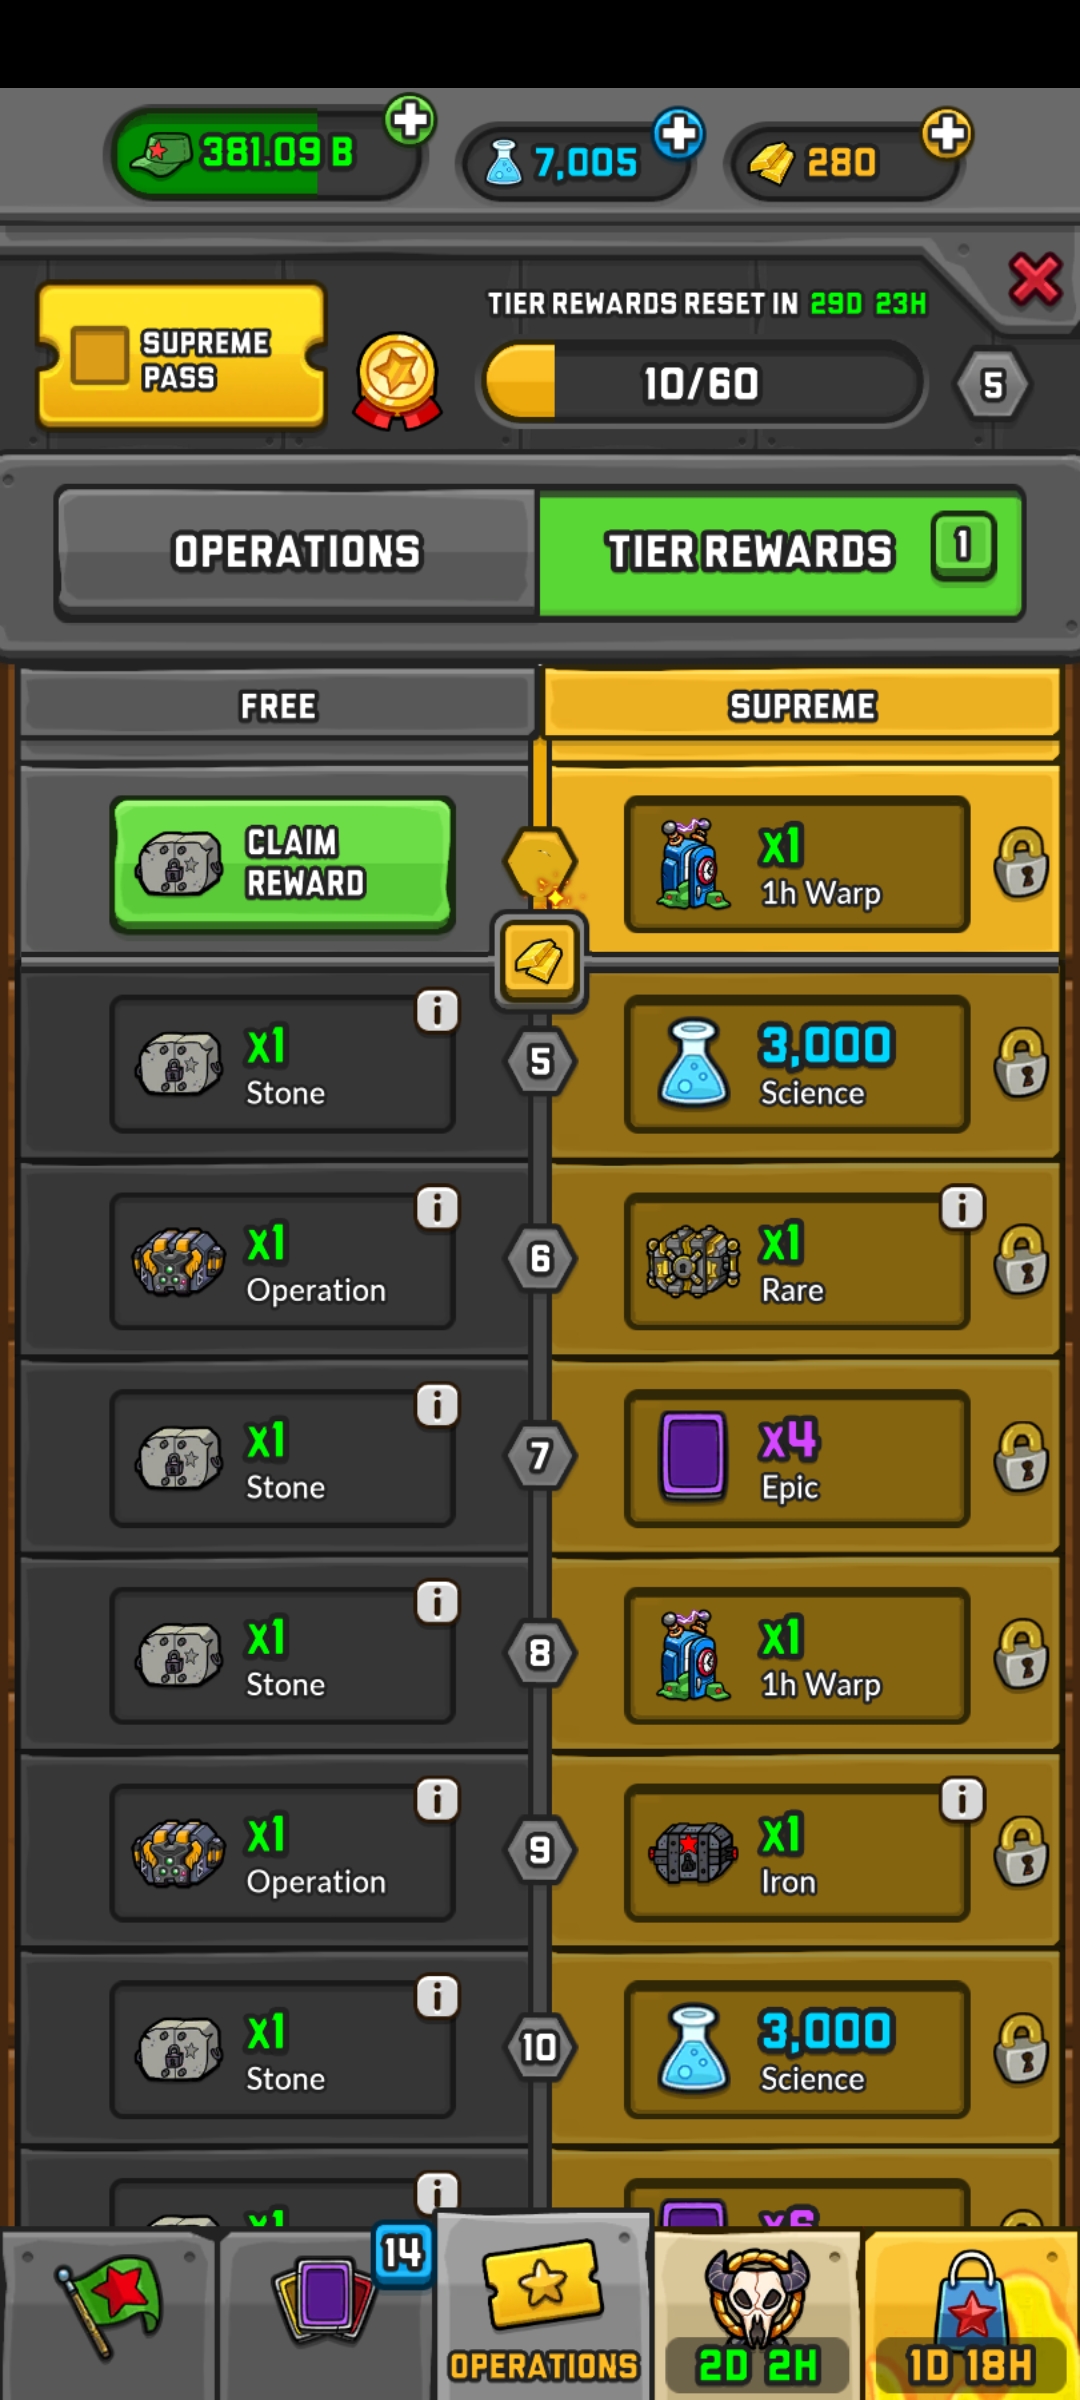 381.09 B
7,005
280
TIER REWARDS RESET IN 29D 23H
SUPREME
PASS
10/60
5
OPERATIONS
TIER REWARDS
1
FREE
SUPREME
CLAIM
REWARD
x1
1h Warp
i
x1
Stone
5
3,000
Science
i
x1
Operation
6
i
x1
Rare
i
x1
Stone
7
x4
Epic
i
x1
Stone
8
x1
1h Warp
i
x1
Operation
9
i
x1
Iron
i
x1
Stone
10
3,000
Science
i
x1
x6
14
OPERATIONS
2D 2H
1D 18H